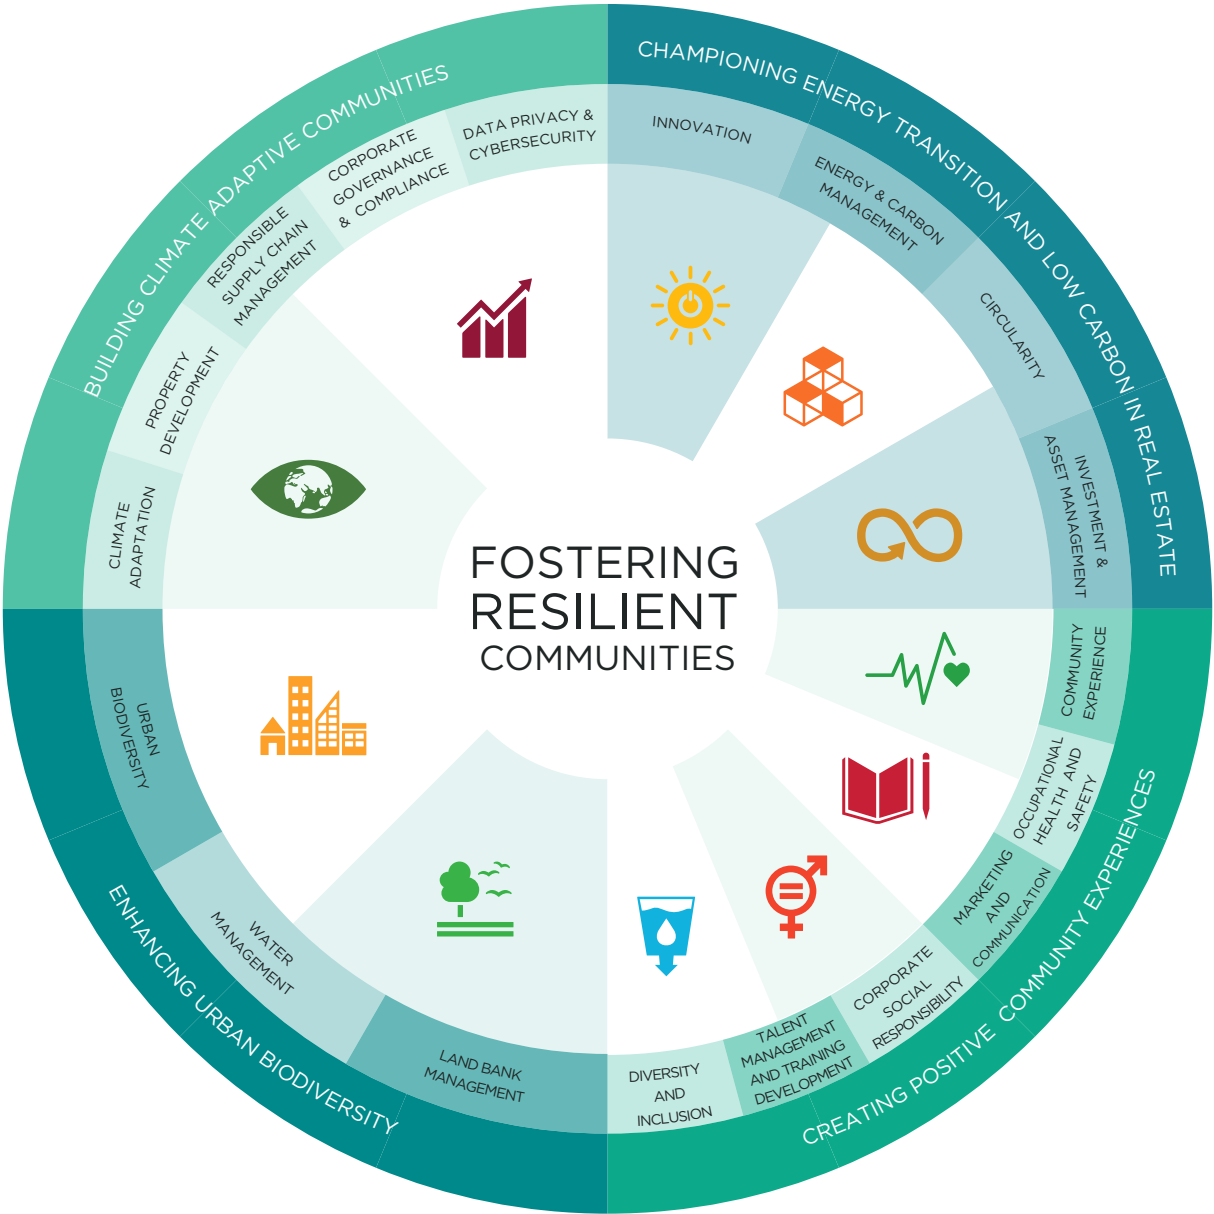 FOSTERING
RESILIENT
COMMUNITIES
CHAMPIONING ENERGY TRANSITION AND LOW CARBON IN REAL ESTATE
INNOVATION
ENERGY & CARBON
MANAGEMENT
CIRCULARITY
INVESTMENT &
ASSET MANAGEMENT
CREATING POSITIVE COMMUNITY EXPERIENCES
COMMUNITY
EXPERIENCE
OCCUPATIONAL
HEALTH AND
SAFETY
MARKETING
AND
COMMUNICATION
CORPORATE
SOCIAL
RESPONSIBILITY
TALENT
MANAGEMENT
AND TRAINING
DEVELOPMENT
DIVERSITY
AND
INCLUSION
ENHANCING URBAN BIODIVERSITY
LAND BANK
MANAGEMENT
WATER
MANAGEMENT
URBAN
BIODIVERSITY
BUILDING CLIMATE ADAPTIVE COMMUNITIES
CLIMATE
ADAPTATION
PROPERTY
DEVELOPMENT
RESPONSIBLE
SUPPLY CHAIN
MANAGEMENT
CORPORATE
GOVERNANCE
& COMPLIANCE
DATA PRIVACY &
CYBERSECURITY